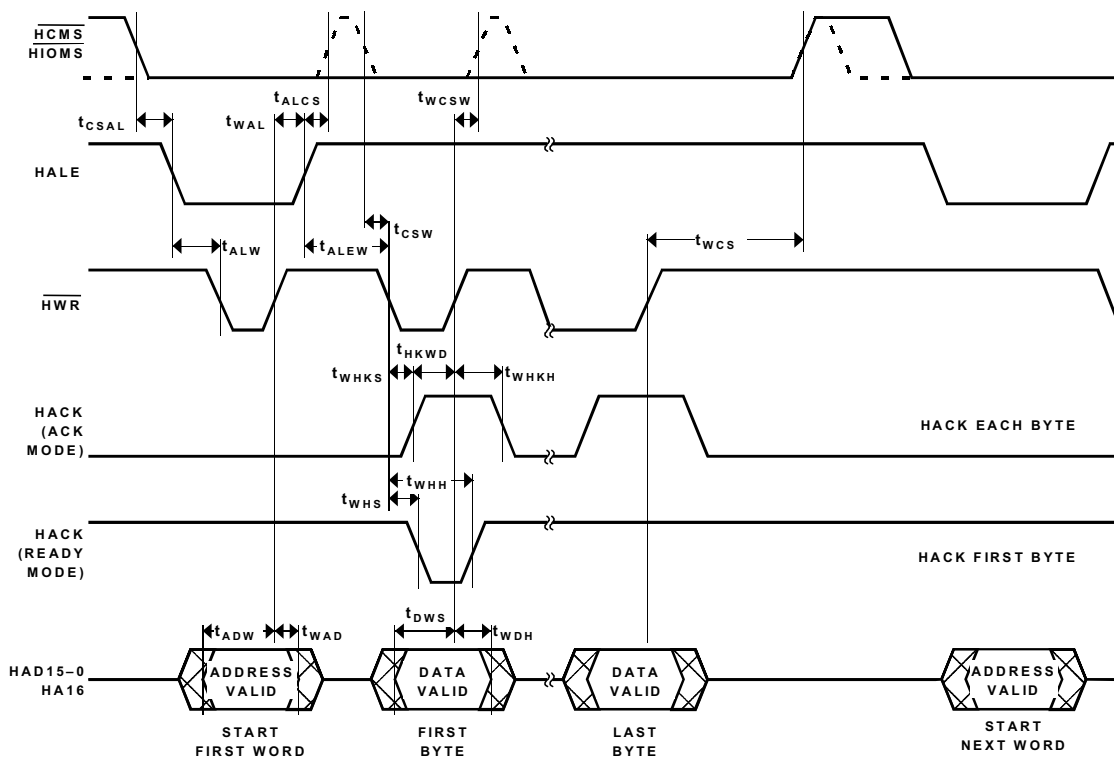 HCMS
HIOMS
tALCS
tWCSW
tCSAL
tWAL
HALE
tCSW
tALW
tALEW
tWCS
HWR
tHKWD
tWHKS
tWHKH
HACK
(ACK
MODE)
HACK EACH BYTE
tWHH
tWHS
HACK
(READY
MODE)
HACK FIRST BYTE
tADW
tWAD
tDWS
tWDH
HAD15–0
HA16
ADDRESS
VALID
DATA
VALID
DATA
VALID
ADDRESS
VALID
START
FIRST WORD
FIRST
BYTE
LAST
BYTE
START
NEXT WORD